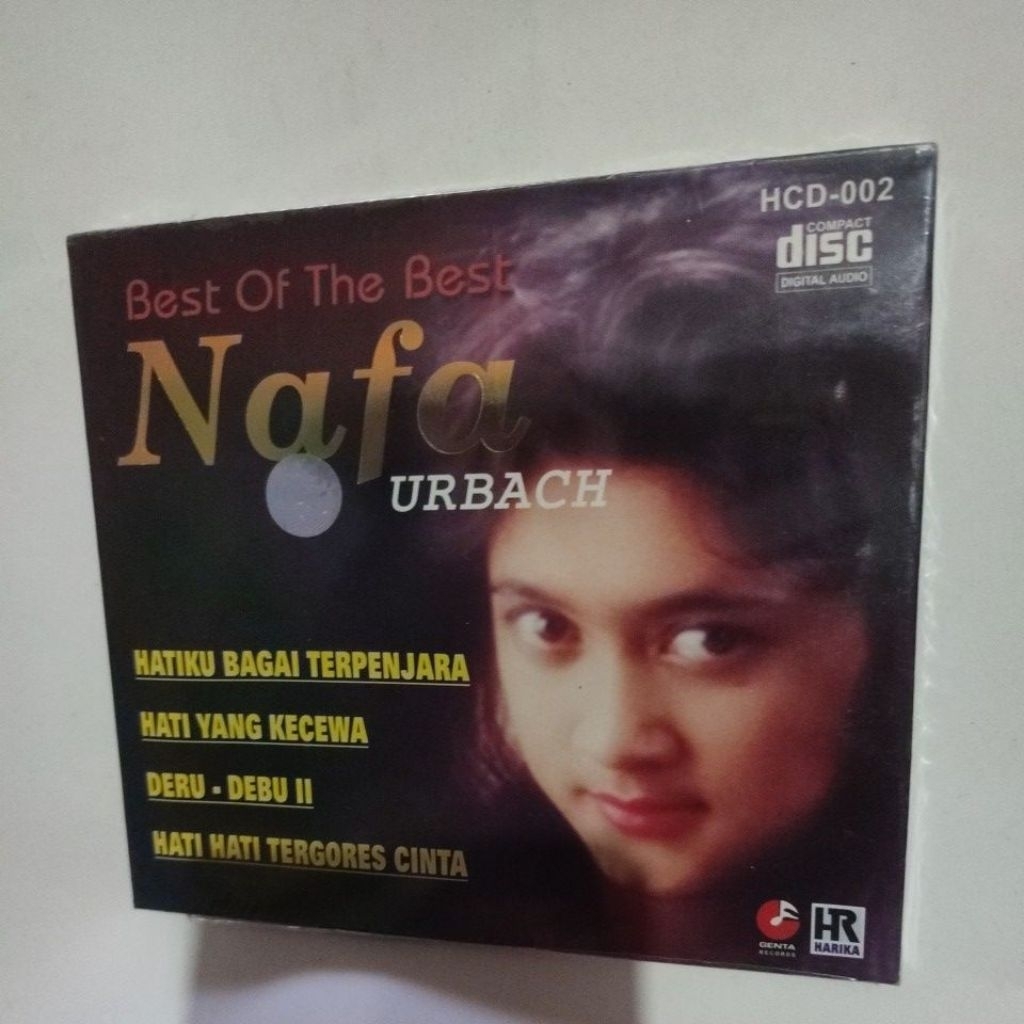 HCD-002
COMPACT
disc
DIGITAL AUDIO
Best Of The Best
Nafa
URBACH
HATIKU BAGAI TERPENJARA
HATI YANG KECEWA
DERU - DEBU II
HATI HATI TERGORES CINTA
GENTA
RECORDS
HR
HARIKA